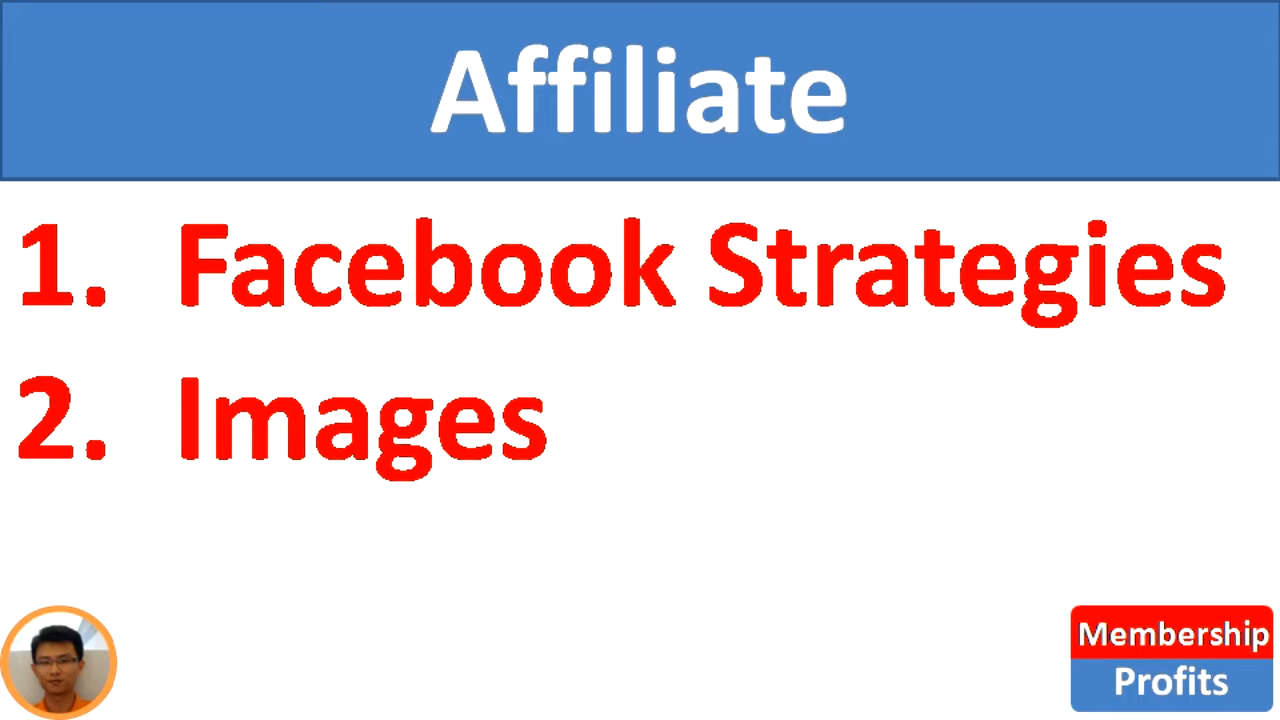 Affiliate
1. Facebook Strategies
2. Images
Membership
Profits